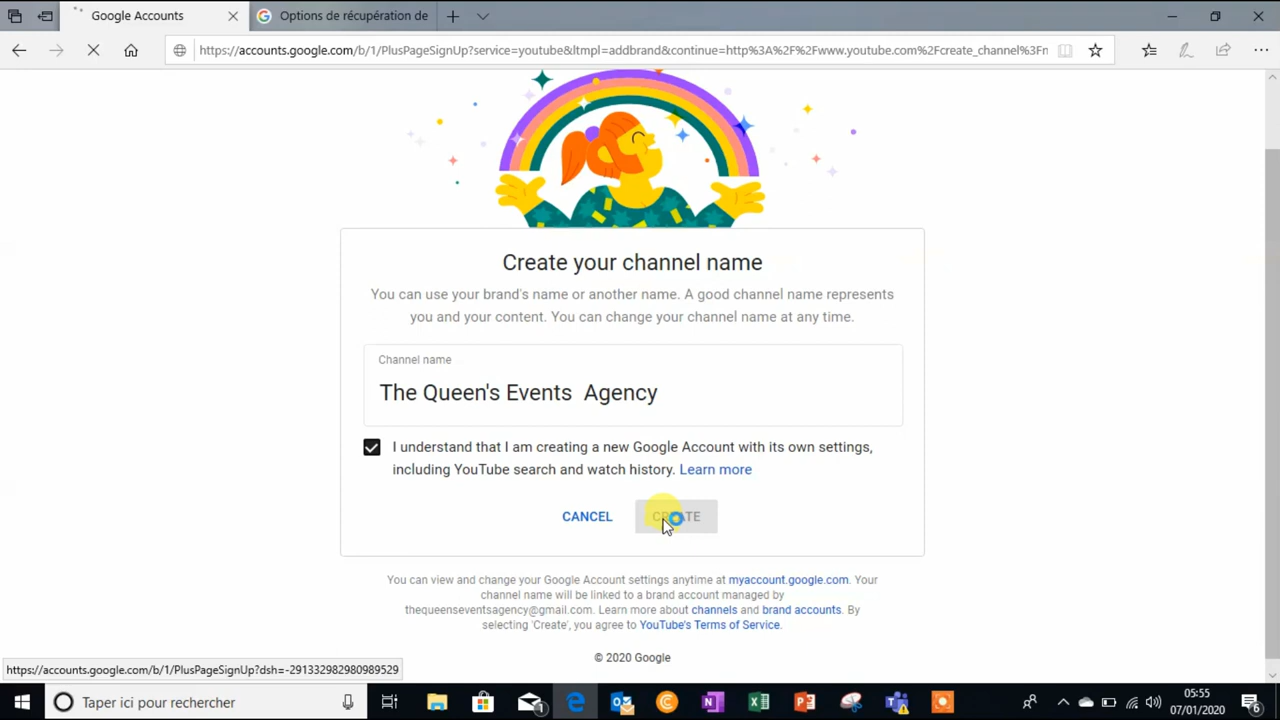 Google Accounts
Options de récupération de
https://accounts.google.com/b/1/PlusPageSignUp?service=youtube&ltmpl=addbrand&continue=http%3A%2F%2Fwww.youtube.com%2Fcreate_channel%3Fr
Create your channel name
You can use your brand's name or another name. A good channel name represents
you and your content. You can change your channel name at any time.
Channel name
The Queen's Events  Agency
I understand that I am creating a new Google Account with its own settings,
including YouTube search and watch history. Learn more
CANCEL
CREATE
You can view and change your Google Account settings anytime at myaccount.google.com. Your
channel name will be linked to a brand account managed by
thequeenseventsagency@gmail.com. Learn more about channels and brand accounts. By
selecting 'Create', you agree to YouTube's Terms of Service.
© 2020 Google
https://accounts.google.com/b/1/PlusPageSignUp?dsh=-291332982980989529
Taper ici pour rechercher
05:55
07/01/2020